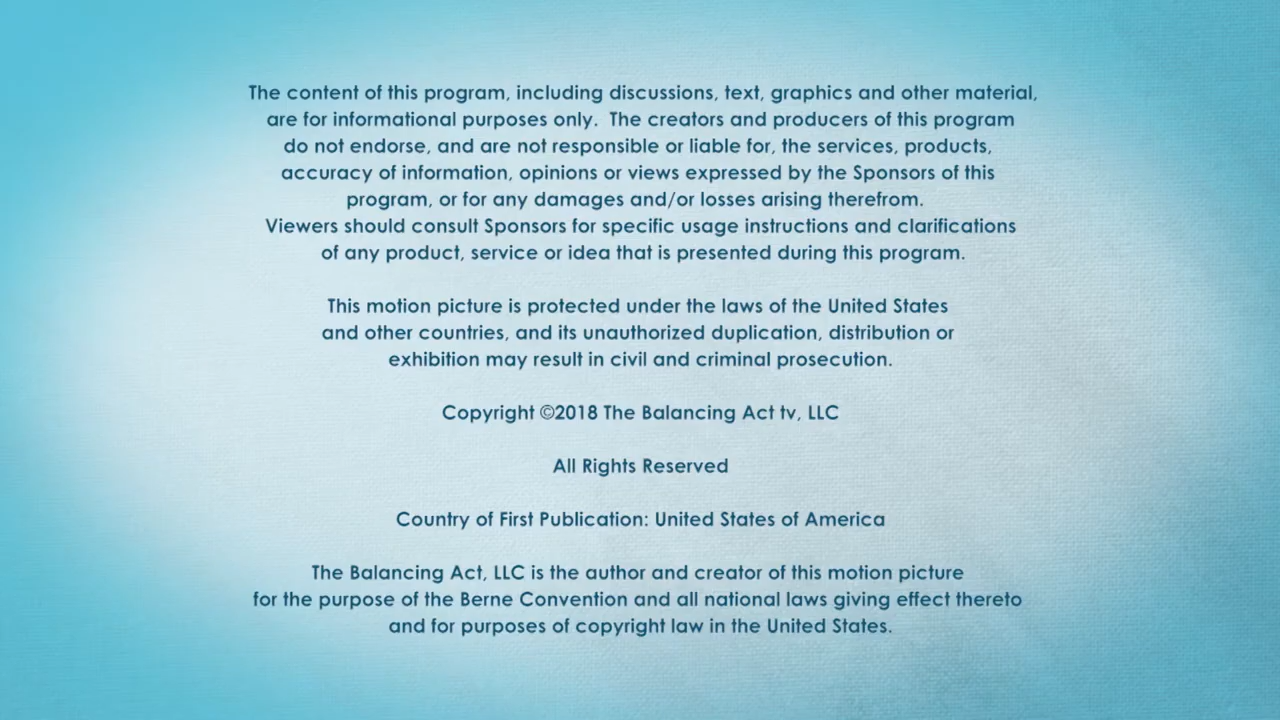 The content of this program, including discussions, text, graphics and other material,
are for informational purposes only.  The creators and producers of this program
do not endorse, and are not responsible or liable for, the services, products,
accuracy of information, opinions or views expressed by the Sponsors of this
program, or for any damages and/or losses arising therefrom.
Viewers should consult Sponsors for specific usage instructions and clarifications
of any product, service or idea that is presented during this program.
This motion picture is protected under the laws of the United States
and other countries, and its unauthorized duplication, distribution or
exhibition may result in civil and criminal prosecution.
Copyright ©2018 The Balancing Act tv, LLC
All Rights Reserved
Country of First Publication: United States of America
The Balancing Act, LLC is the author and creator of this motion picture
for the purpose of the Berne Convention and all national laws giving effect thereto
and for purposes of copyright law in the United States.